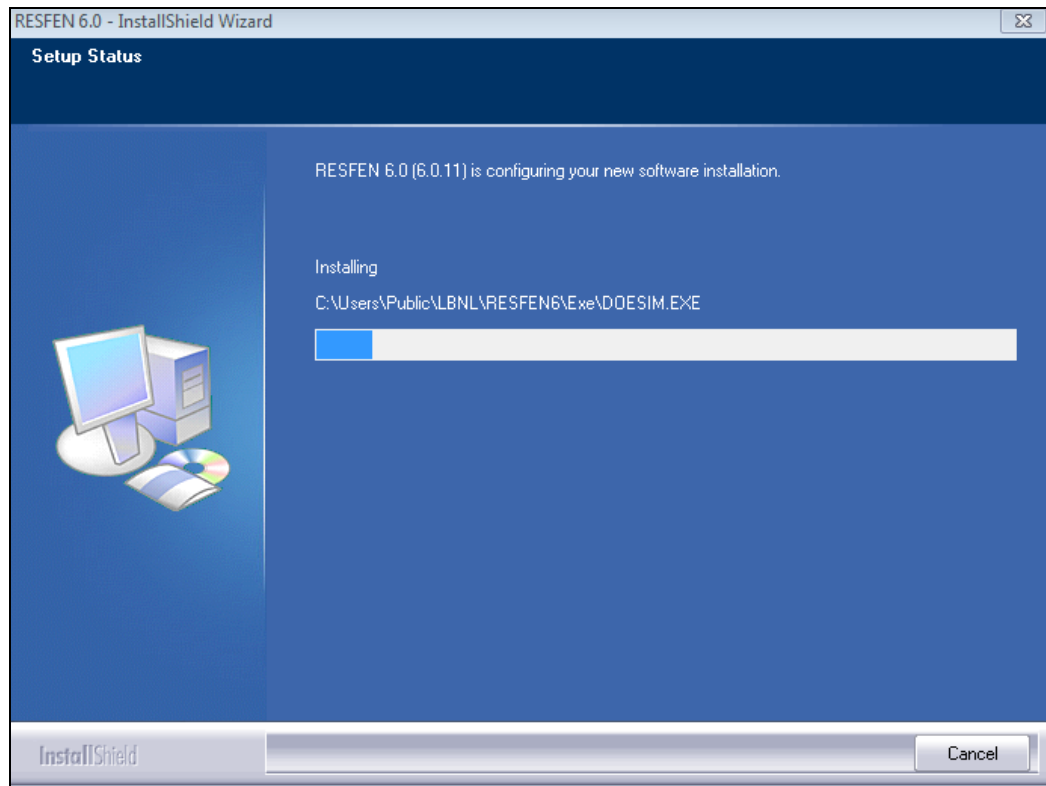 RESFEN 6.0 - InstallShield Wizard
Setup Status
RESFEN 6.0 (6.0.11) is configuring your new software installation.
Installing
C:\Users\Public\LBNL\RESFEN6\Exe\DOESIM.EXE
InstallShield
Cancel